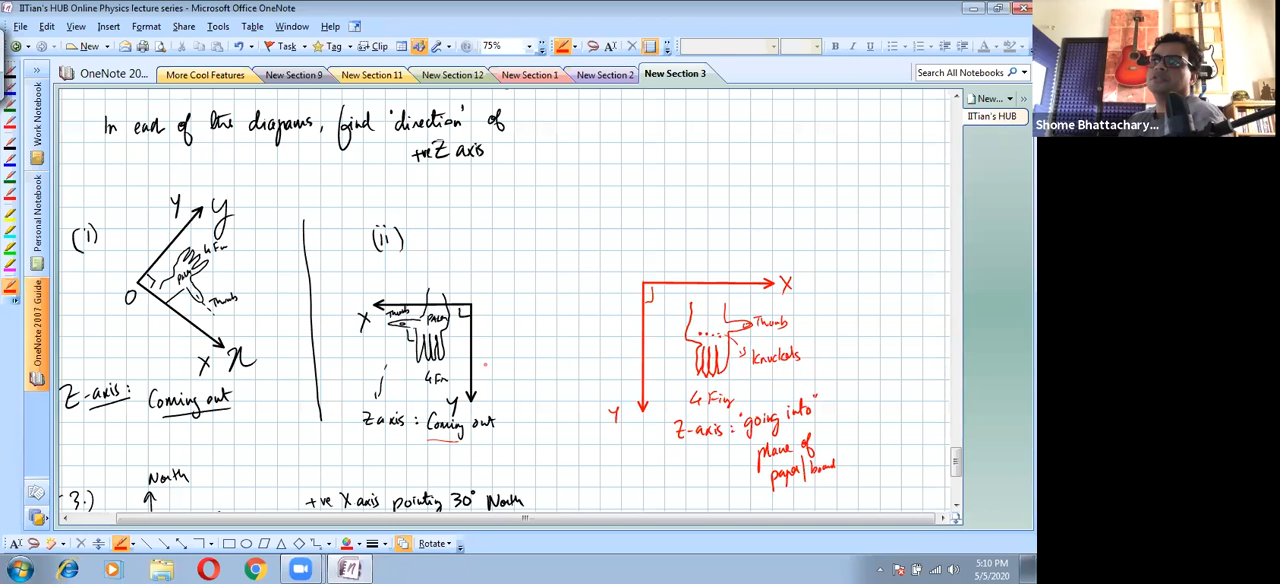 IITian's HUB Online Physics lecture series - Microsoft Office OneNote
File Edit View Insert Format Share Tools Table Window Help
New Task Tag Clip 75%
OneNote 20... More Cool Features New Section 9 New Section 11 New Section 12 New Section 1 New Section 2 New Section 3 Search All Notebooks
New...
IITian's HUB
Work Notebook
Personal Notebook
OneNote 2007 Guide
Shome Bhattachary...
In each of the diagrams, find 'direction' of
+ve Z axis
(i)
Y y
4 Fin
Palm
Thumb
O
X x
Z-axis: Coming out
(ii)
X
Thumb
Palm
4 Fin
Y
Z axis: Coming out
X
Thumb
Knuckels
4 Fing
Y
Z-axis: "going into"
plane of
paper/board
3.)
North
+ve X axis pointing 30° North
Rotate
5:10 PM
5/5/2020